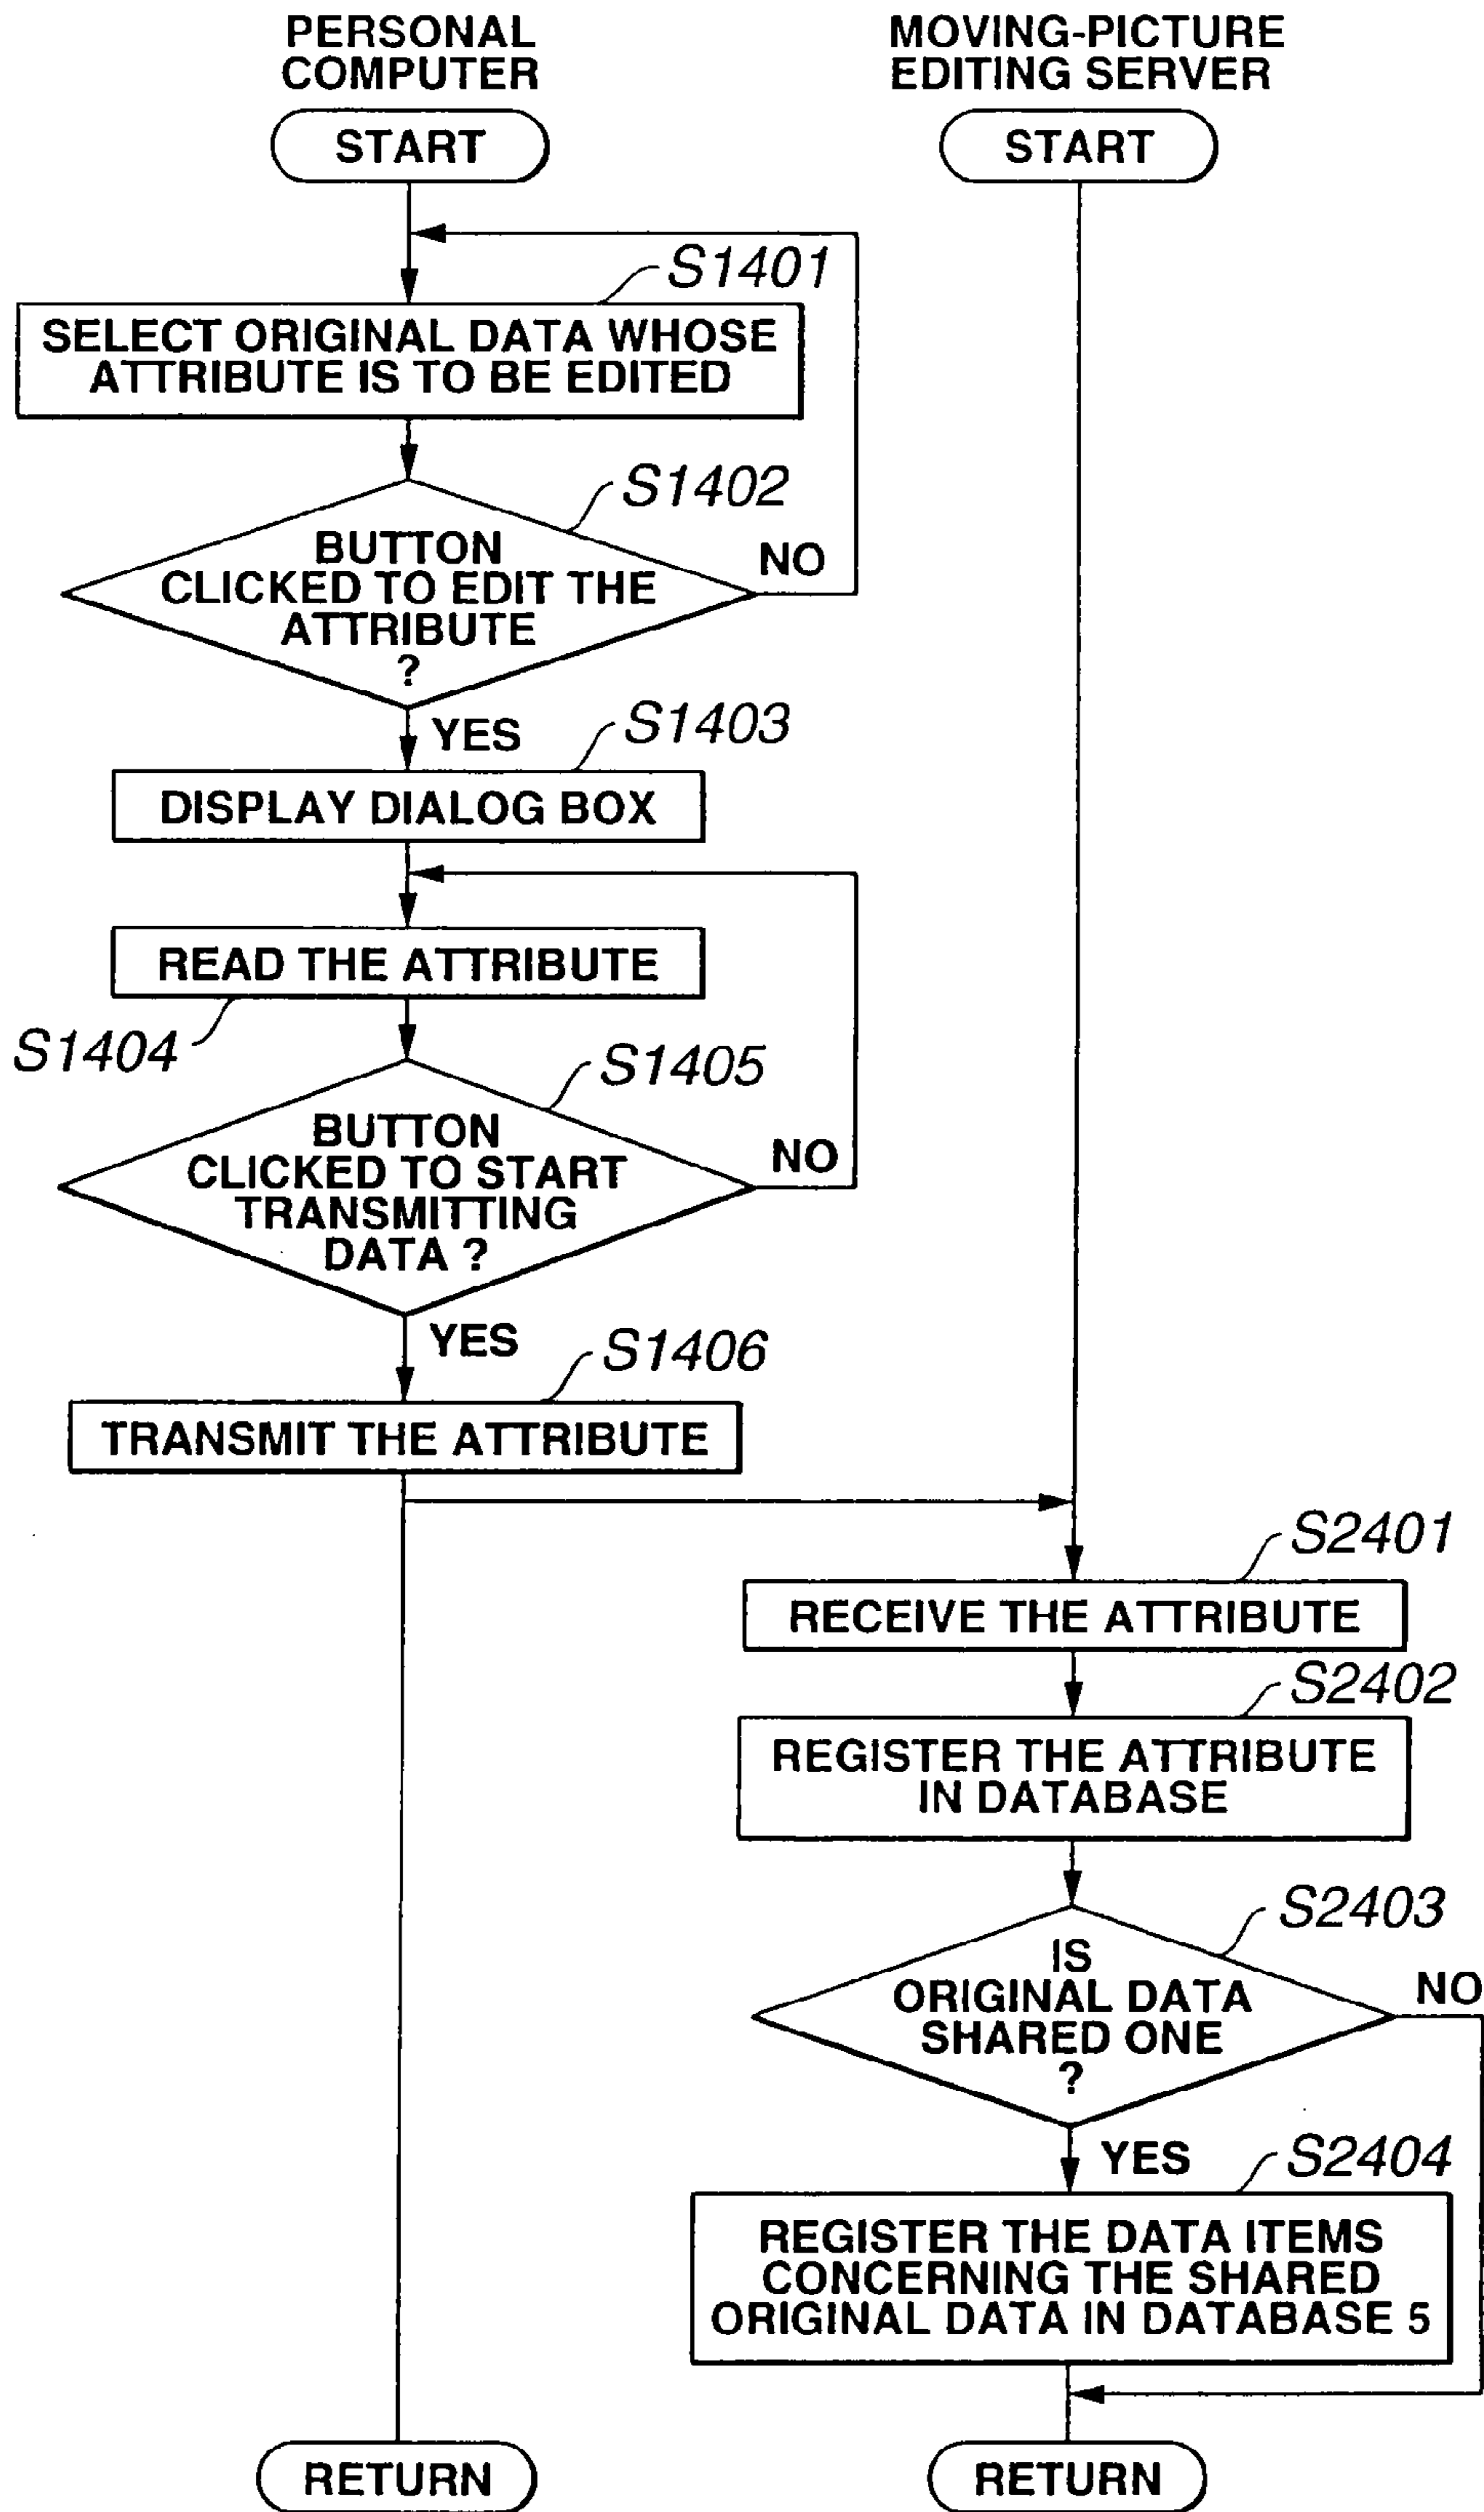 PERSONAL
COMPUTER
START
S1401
SELECT ORIGINAL DATA WHOSE
ATTRIBUTE IS TO BE EDITED
S1402
BUTTON
CLICKED TO EDIT THE
ATTRIBUTE
?
NO
YES
S1403
DISPLAY DIALOG BOX
READ THE ATTRIBUTE
S1404
S1405
BUTTON
CLICKED TO START
TRANSMITTING
DATA ?
NO
YES
S1406
TRANSMIT THE ATTRIBUTE
RETURN
MOVING-PICTURE
EDITING SERVER
START
S2401
RECEIVE THE ATTRIBUTE
S2402
REGISTER THE ATTRIBUTE
IN DATABASE
S2403
IS
ORIGINAL DATA
SHARED ONE
?
NO
YES
S2404
REGISTER THE DATA ITEMS
CONCERNING THE SHARED
ORIGINAL DATA IN DATABASE 5
RETURN